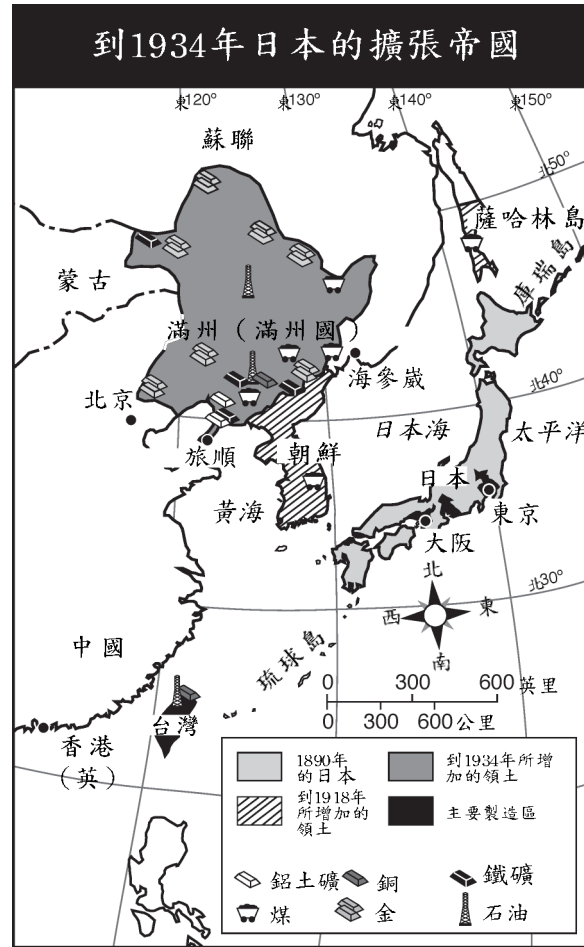 到1934年日本的擴張帝國
東120°
東130°
東140°
東150°
北50°
蘇聯
薩哈林島
庫瑞島
蒙古
滿州（滿州國）
海參崴
北40°
北京
日本海
太平洋
旅順
朝鮮
日本
黃海
東京
大阪
北
北30°
西
東
南
中國
琉球島
0 300 600 英里
0 300 600 公里
台灣
香港
（英）
1890年
的日本
到1934年所增
加的領土
到1918年
所增加的
領土
主要製造區
鋁土礦
銅
鐵礦
煤
金
石油